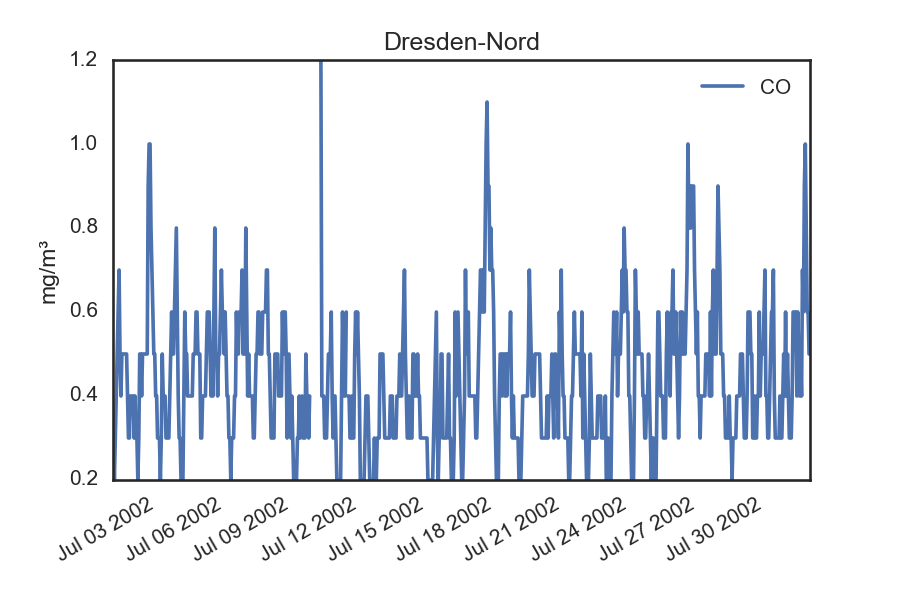 Dresden-Nord
CO
mg/m³
1.2
1.0
0.8
0.6
0.4
0.2
Jul 03 2002
Jul 06 2002
Jul 09 2002
Jul 12 2002
Jul 15 2002
Jul 18 2002
Jul 21 2002
Jul 24 2002
Jul 27 2002
Jul 30 2002